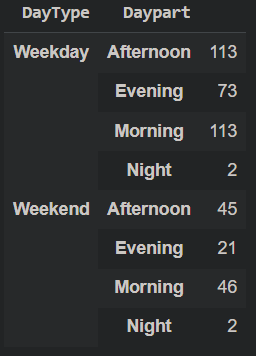 DayType Daypart
Weekday Afternoon 113
Evening 73
Morning 113
Night 2
Weekend Afternoon 45
Evening 21
Morning 46
Night 2